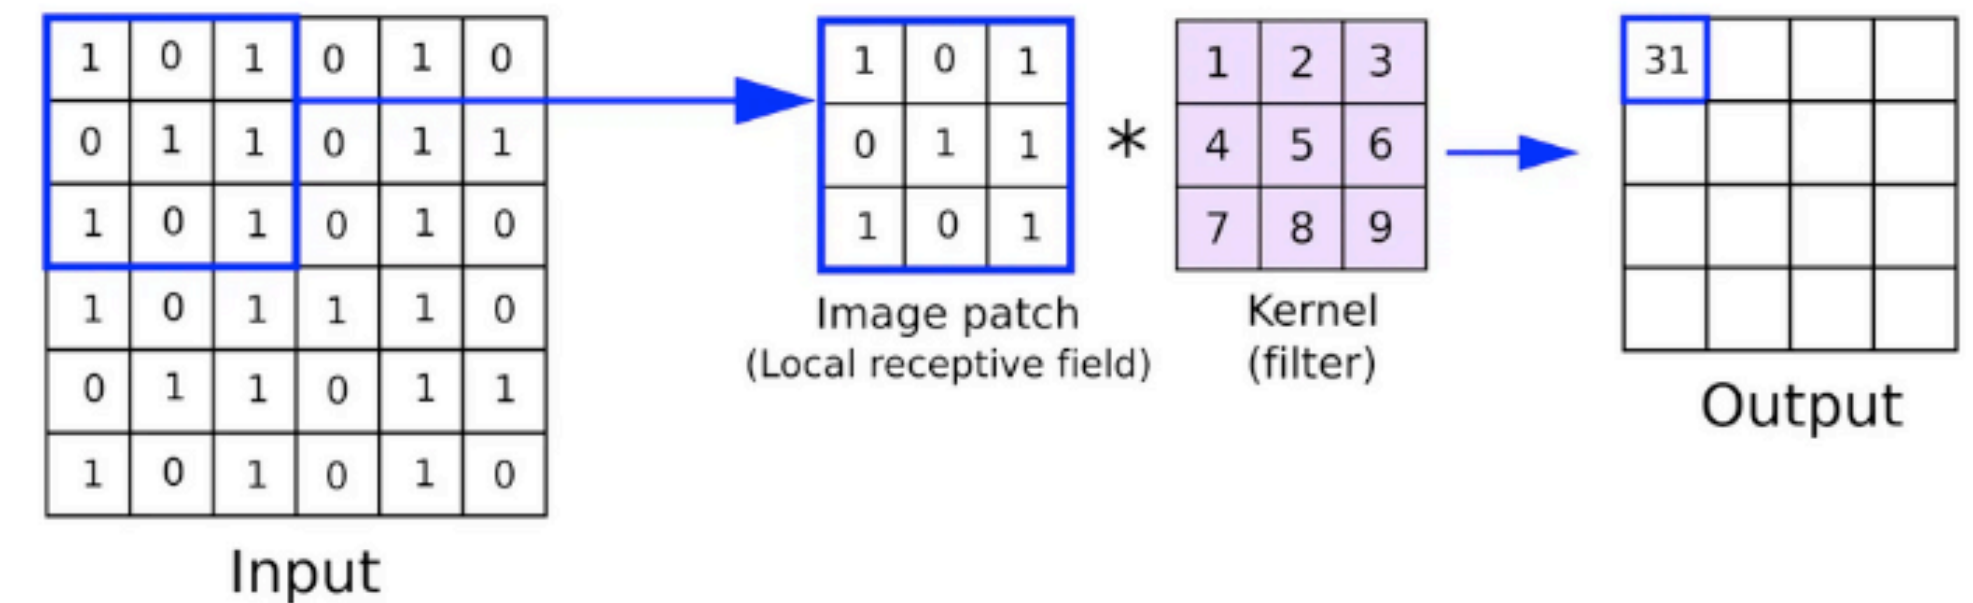 1 0 1 0 1 0
0 1 1 0 1 1
1 0 1 0 1 0
1 0 1 1 1 0
0 1 1 0 1 1
1 0 1 0 1 0
Input
1 0 1
0 1 1
1 0 1
Image patch
(Local receptive field)
*
1 2 3
4 5 6
7 8 9
Kernel
(filter)
31
Output